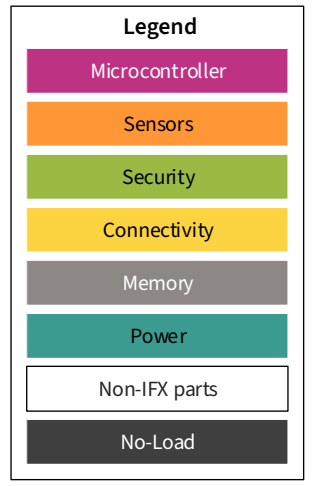 Legend
Microcontroller
Sensors
Security
Connectivity
Memory
Power
Non-IFX parts
No-Load